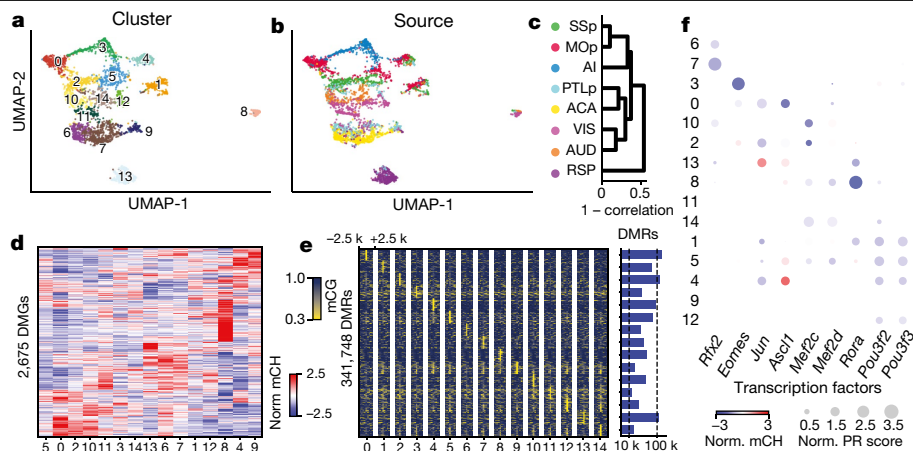 a
Cluster
UMAP-2
0
3
4
5
2
1
10
14
12
11
6
9
7
8
13
UMAP-1
b
Source
UMAP-1
c
SSp
MOp
AI
PTLp
ACA
VIS
AUD
RSP
0 0.5
1 – correlation
d
2,675 DMGs
5 0 2 10 11 3 14 13 6 7 1 12 8 4 9
1.0
0.3
mCG
2.5
–2.5
Norm mCH
e
–2.5 k +2.5 k
341,748 DMRs
0 1 2 3 4 5 6 7 8 9 10 11 12 13 14
DMRs
10 k 100 k
f
6
7
3
0
10
2
13
8
11
14
1
5
4
9
12
Rfx2
Eomes
Jun
Ascl1
Mef2c
Mef2d
Rora
Pou3f2
Pou3f3
Transcription factors
–3 3
Norm. mCH
0.5 1.5 2.5 3.5
Norm. PR score